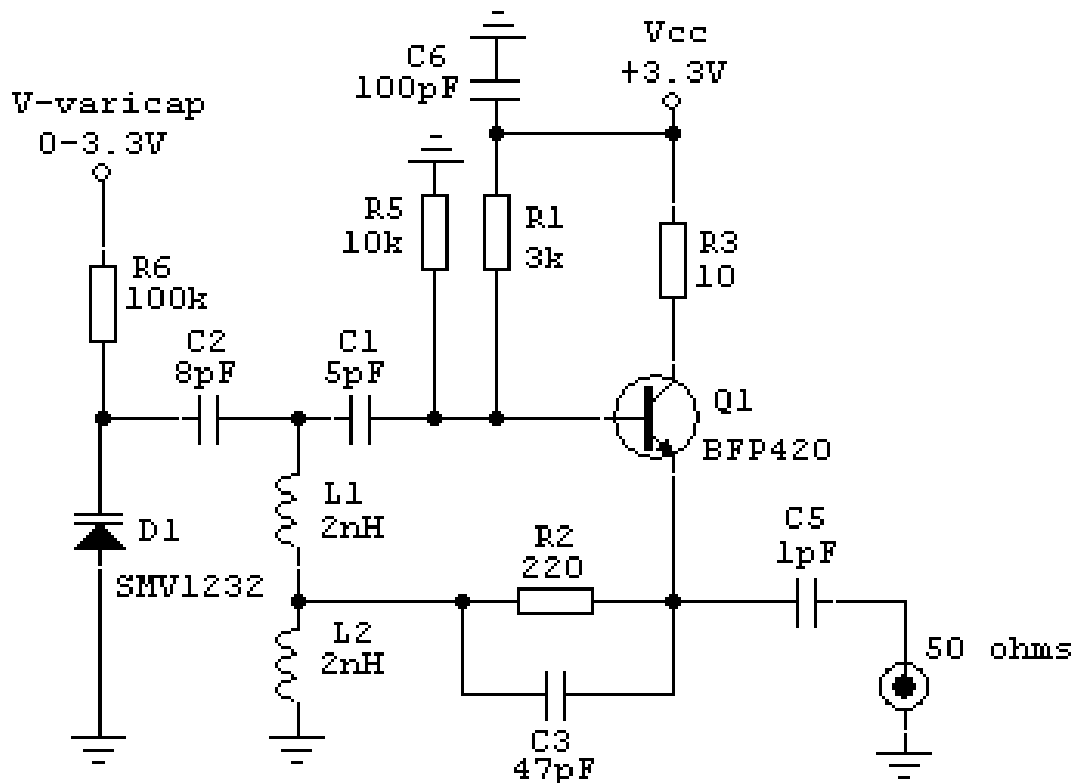 Vcc
+3.3V
C6
100pF
V-varicap
0-3.3V
R5
10k
R1
3k
R3
10
R6
100k
C2
8pF
C1
5pF
Q1
BFP420
L1
2nH
D1
SMV1232
R2
220
C5
1pF
L2
2nH
50 ohms
C3
47pF